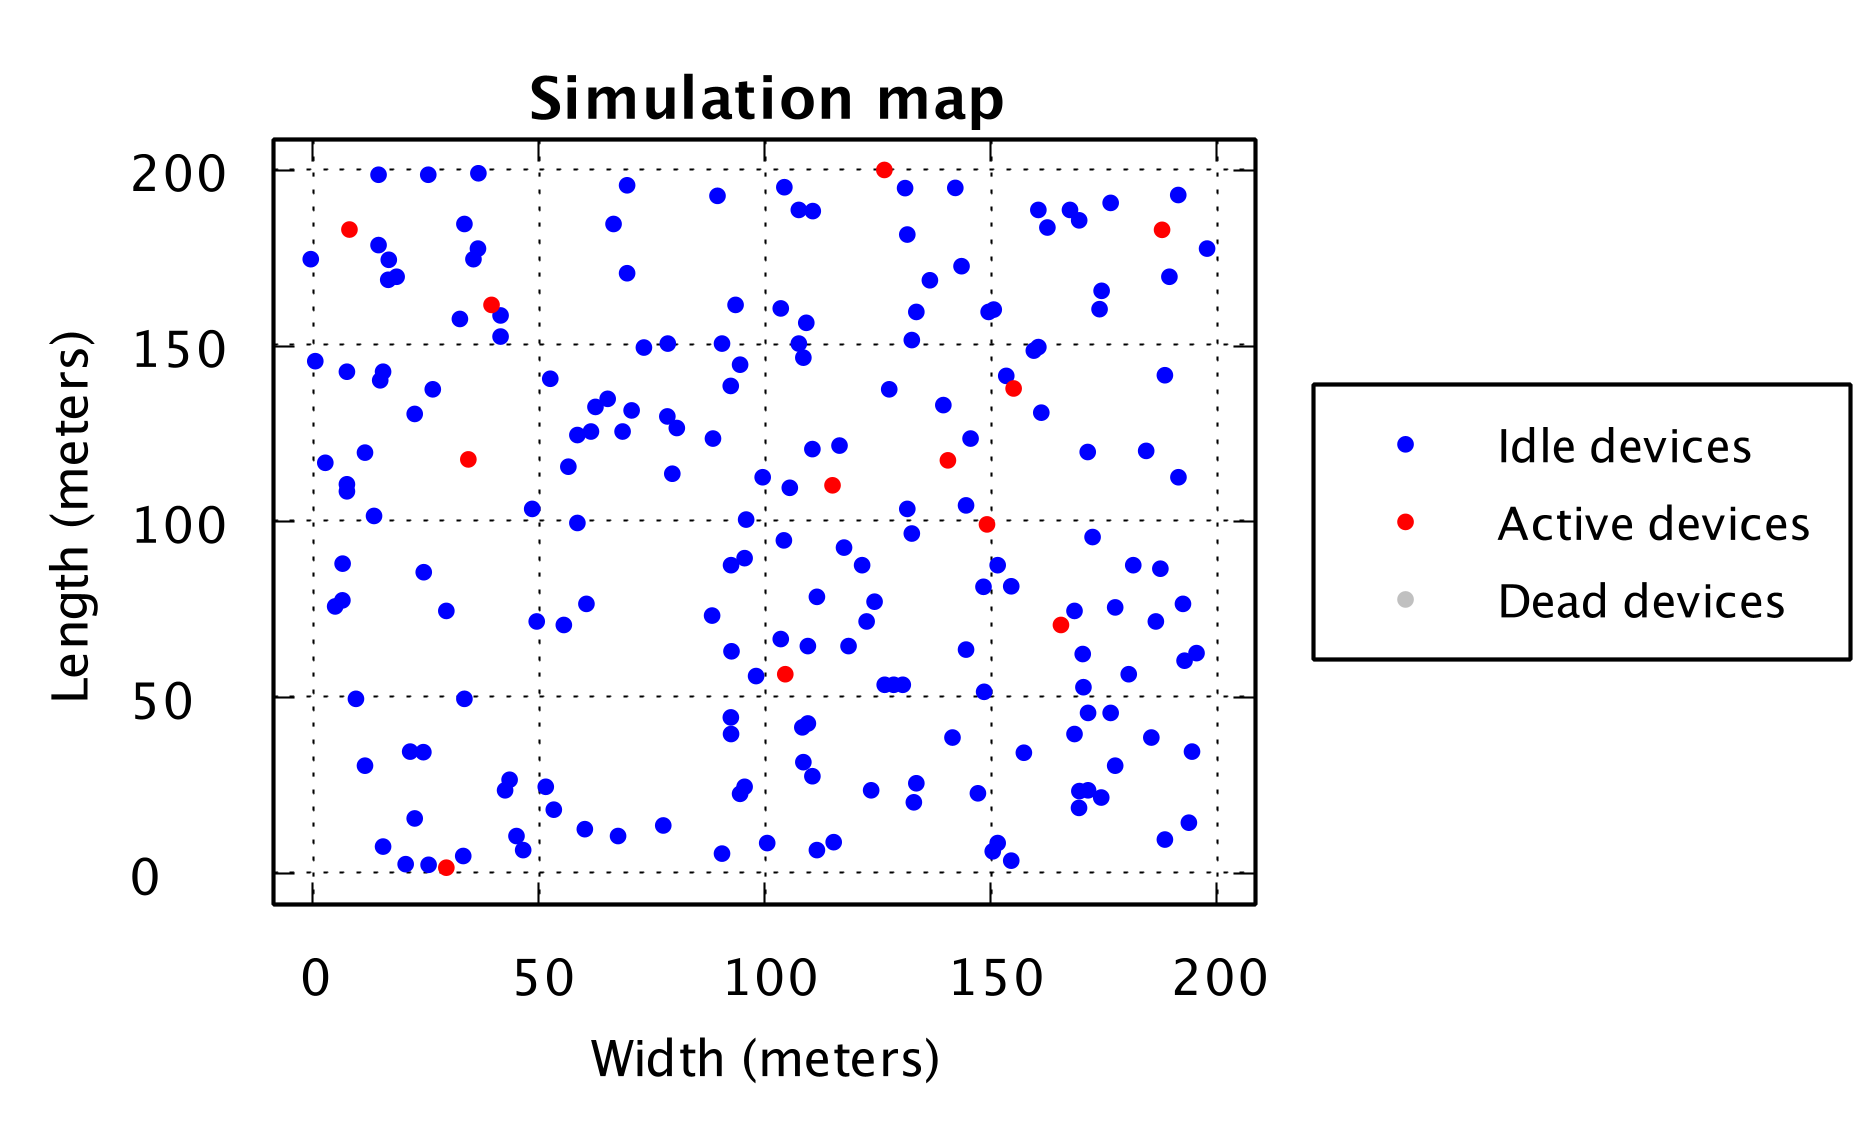 Simulation map
200
150
100
50
0
Length (meters)
0 50 100 150 200
Width (meters)
Idle devices
Active devices
Dead devices